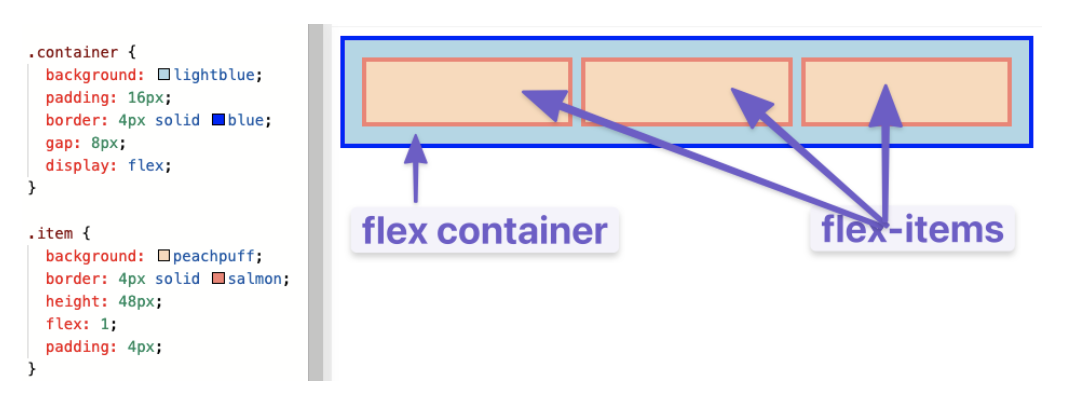 .container {
background: lightblue;
padding: 16px;
border: 4px solid blue;
gap: 8px;
display: flex;
}
.item {
background: peachpuff;
border: 4px solid salmon;
height: 48px;
flex: 1;
padding: 4px;
}
flex container
flex-items